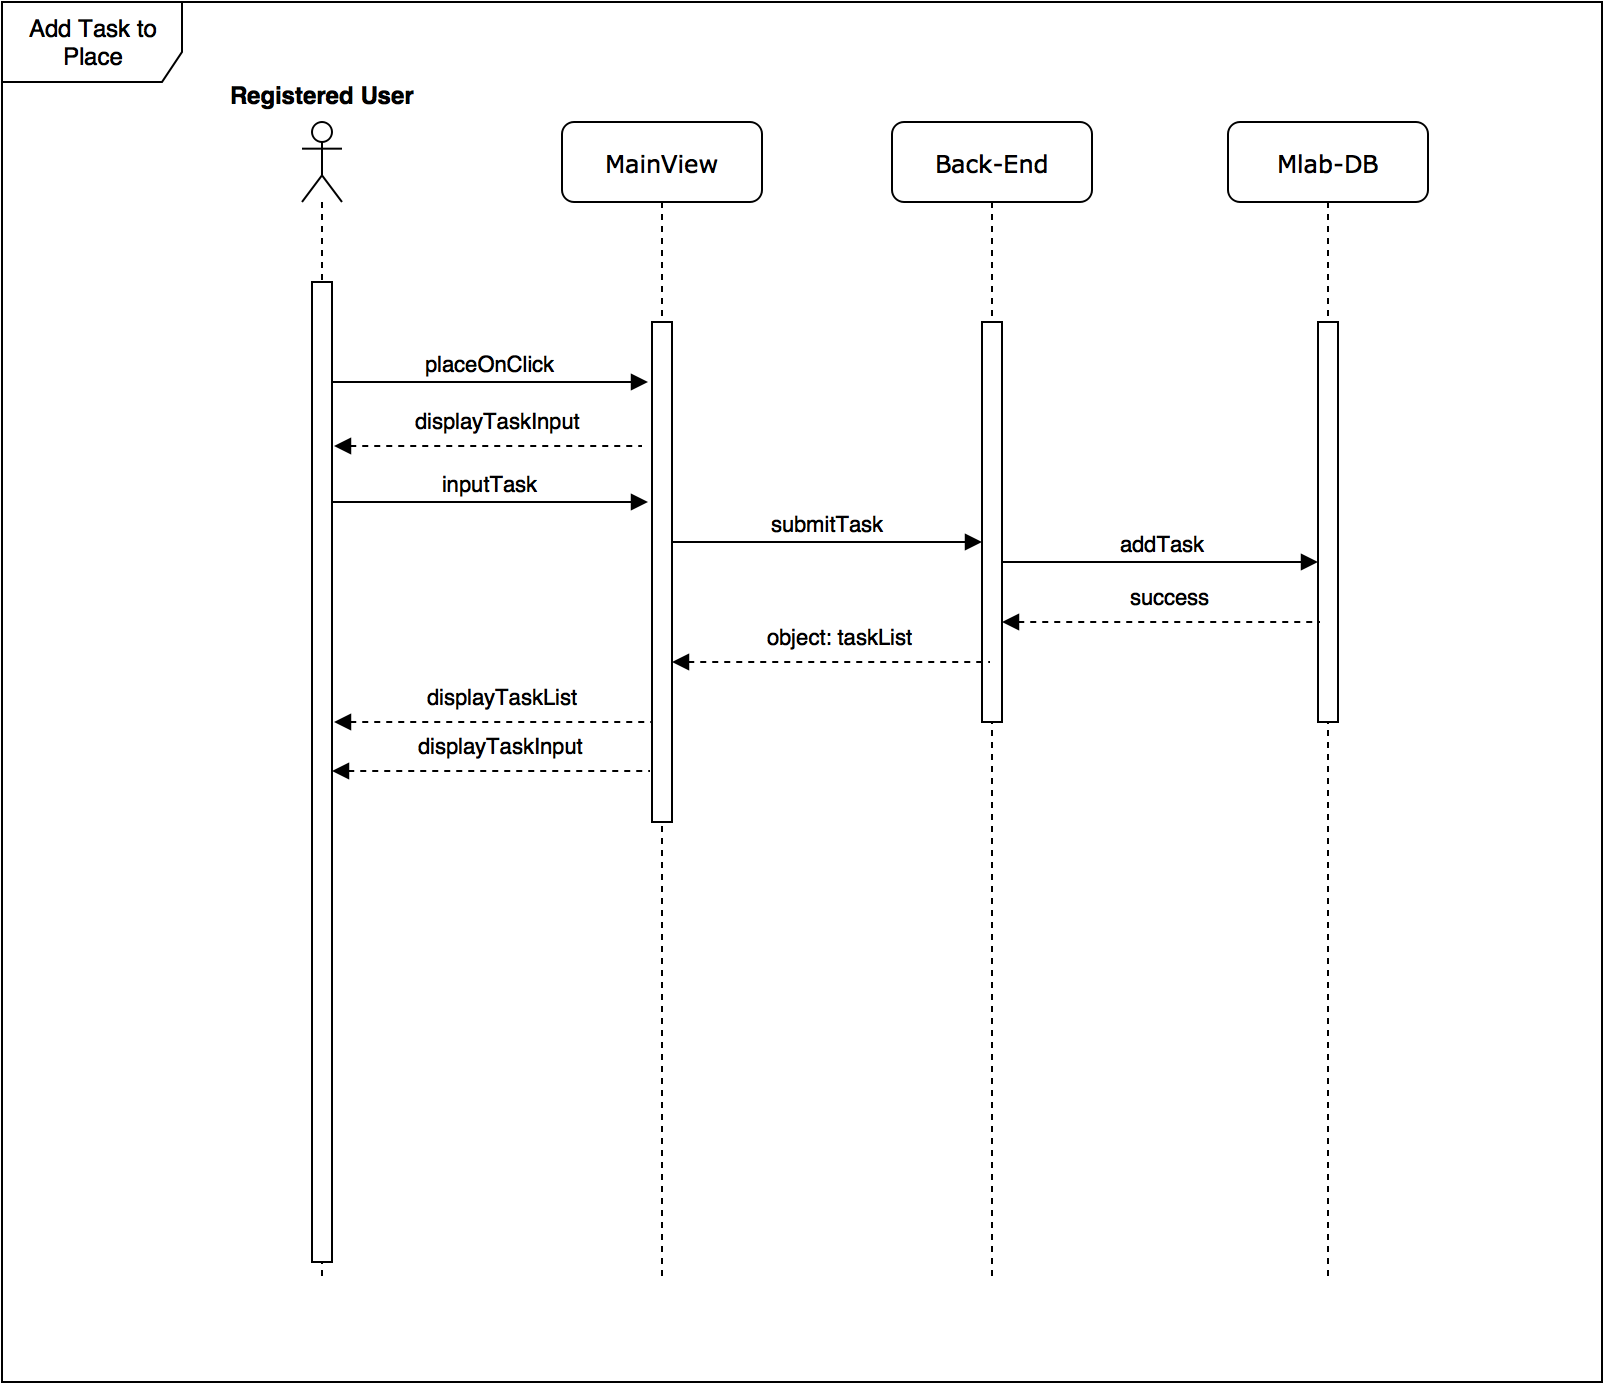 Add Task to
Place
Registered User
MainView
Back-End
Mlab-DB
placeOnClick
displayTaskInput
inputTask
submitTask
addTask
success
object: taskList
displayTaskList
displayTaskInput